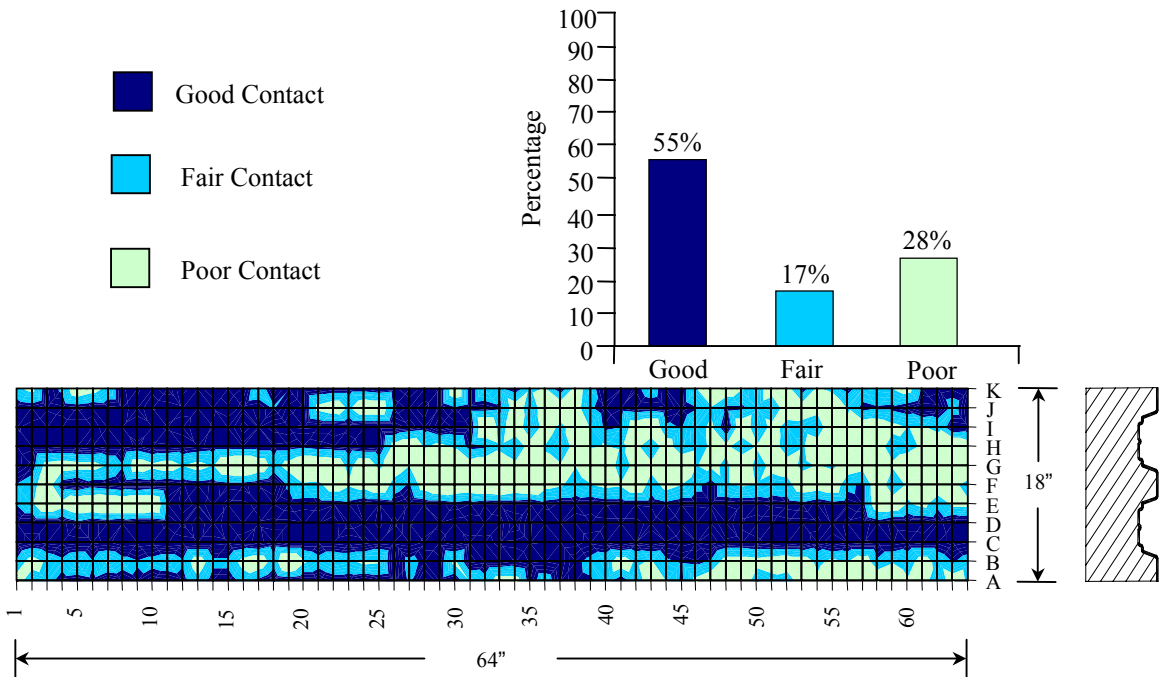 Good Contact
Fair Contact
Poor Contact
Percentage
100
90
80
70
60
50
40
30
20
10
0
55%
17%
28%
Good Fair Poor
K
J
I
H
G
F
E
D
C
B
A
18”
1 5 10 15 20 25 30 35 40 45 50 55 60
64”